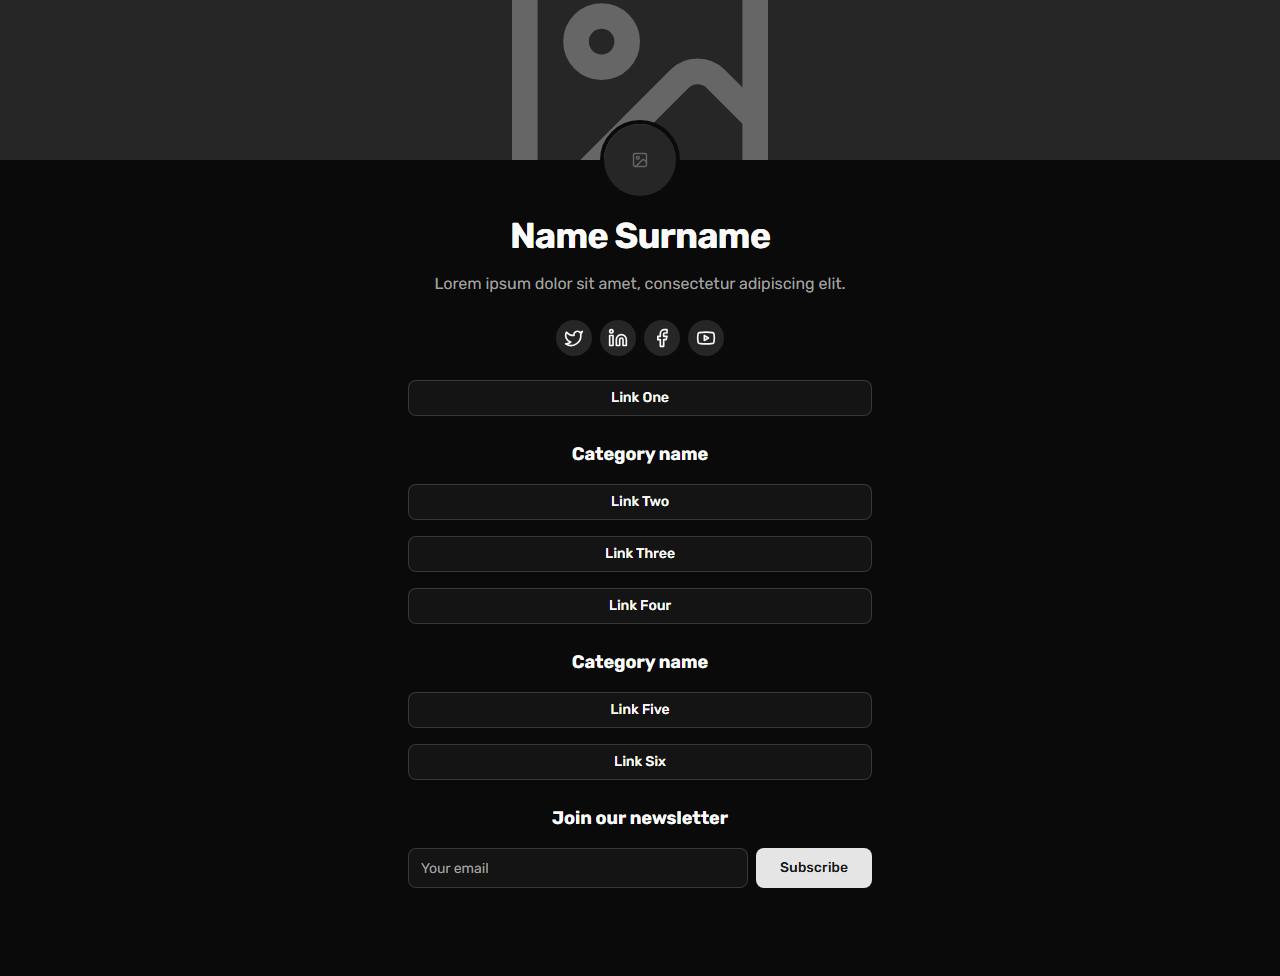 Name Surname
Lorem ipsum dolor sit amet, consectetur adipiscing elit.
Link One
Category name
Link Two
Link Three
Link Four
Category name
Link Five
Link Six
Join our newsletter
Your email
Subscribe